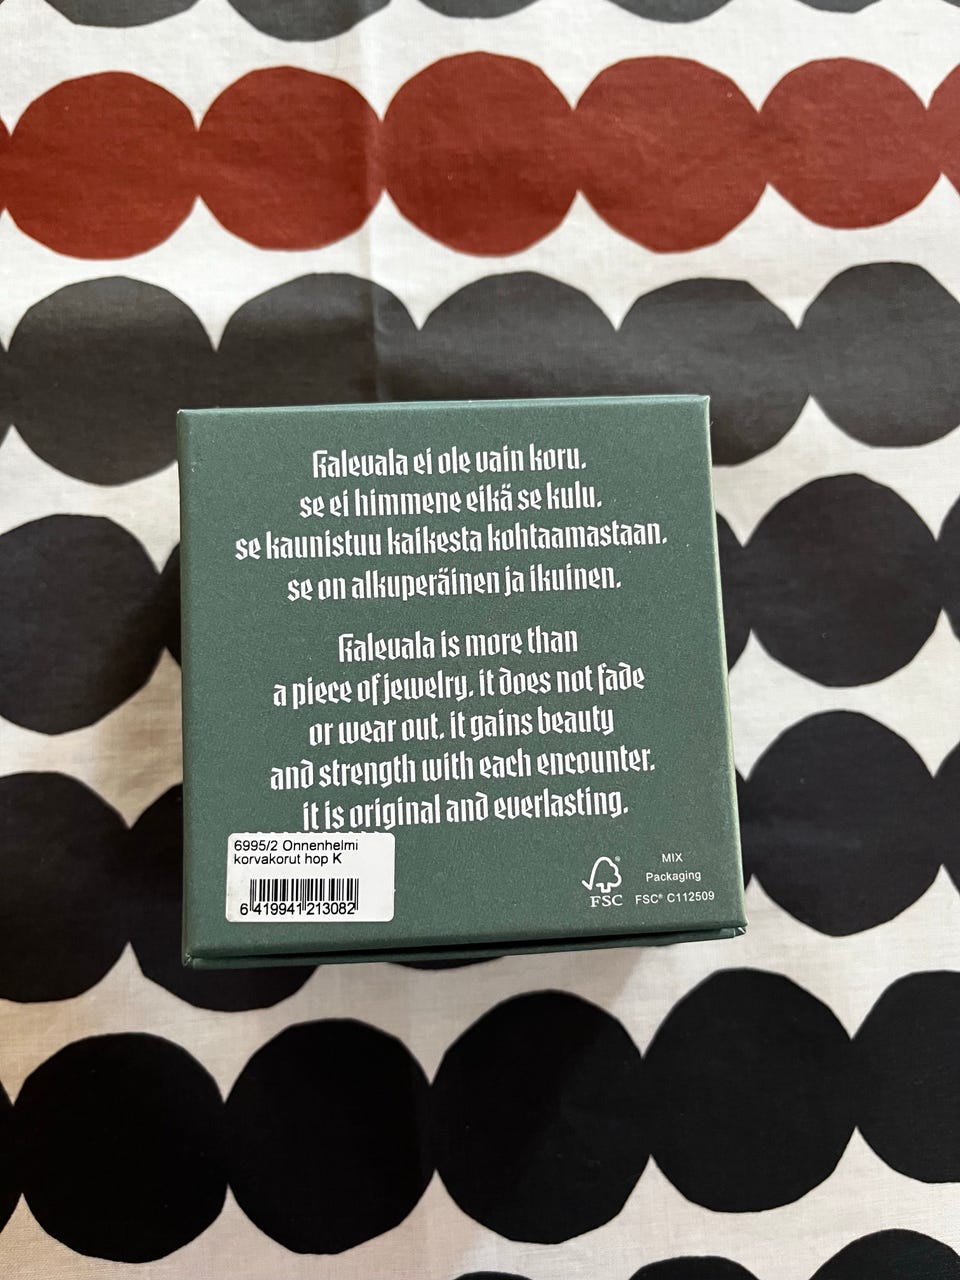 Kalevala ei ole vain koru.
se ei himmene eikä se kulu.
se kaunistuu kaikesta kohtaamastaan.
se on alkuperäinen ja ikuinen.
Kalevala is more than
a piece of jewelry. it does not fade
or wear out. it gains beauty
and strength with each encounter.
it is original and everlasting.
6995/2 Onnenhelmi
korvakorut hop K
6 419941 213082
FSC®
MIX
Packaging
FSC® C112509